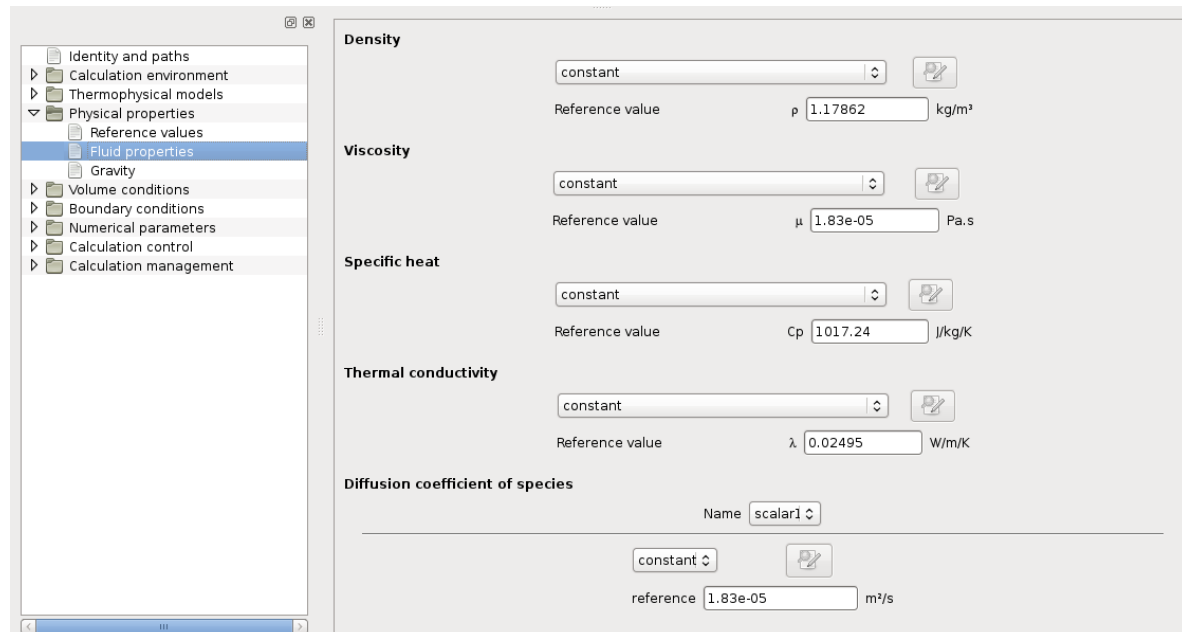 Identity and paths
Calculation environment
Thermophysical models
Physical properties
Reference values
Fluid properties
Gravity
Volume conditions
Boundary conditions
Numerical parameters
Calculation control
Calculation management
Density
constant
Reference value ρ 1.17862 kg/m³
Viscosity
constant
Reference value μ 1.83e-05 Pa.s
Specific heat
constant
Reference value Cp 1017.24 J/kg/K
Thermal conductivity
constant
Reference value λ 0.02495 W/m/K
Diffusion coefficient of species
Name scalar1
constant
reference 1.83e-05 m²/s